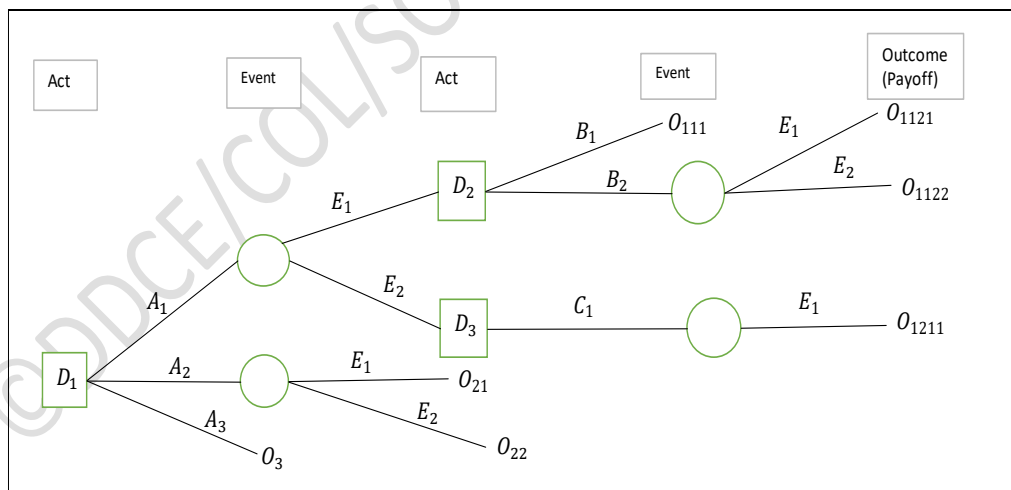 Act
Event
Act
Event
Outcome
(Payoff)
B₁
O₁₁₁
E₁
O₁₁₂₁
D₂
B₂
E₂
O₁₁₂₂
E₁
A₁
E₂
D₃
C₁
E₁
O₁₂₁₁
D₁
A₂
E₁
O₂₁
A₃
O₃
E₂
O₂₂
©DDCE/COL/SO